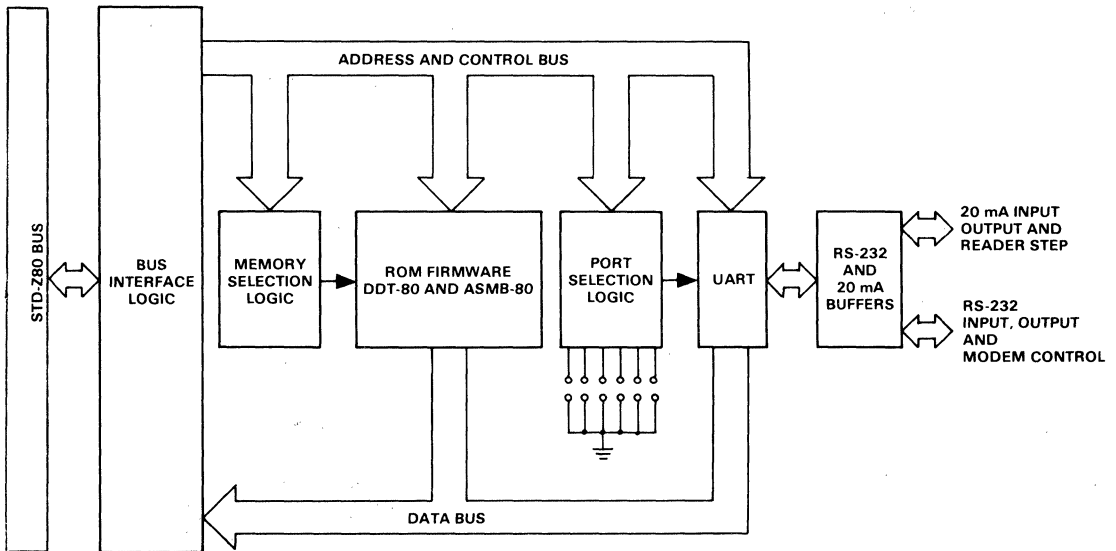 ADDRESS AND CONTROL BUS
STD-Z80 BUS
BUS
INTERFACE
LOGIC
MEMORY
SELECTION
LOGIC
ROM FIRMWARE
DDT-80 AND ASMB-80
PORT
SELECTION
LOGIC
UART
RS-232
AND
20 mA
BUFFERS
20 mA INPUT
OUTPUT AND
READER STEP
RS-232
INPUT, OUTPUT
AND
MODEM CONTROL
DATA BUS